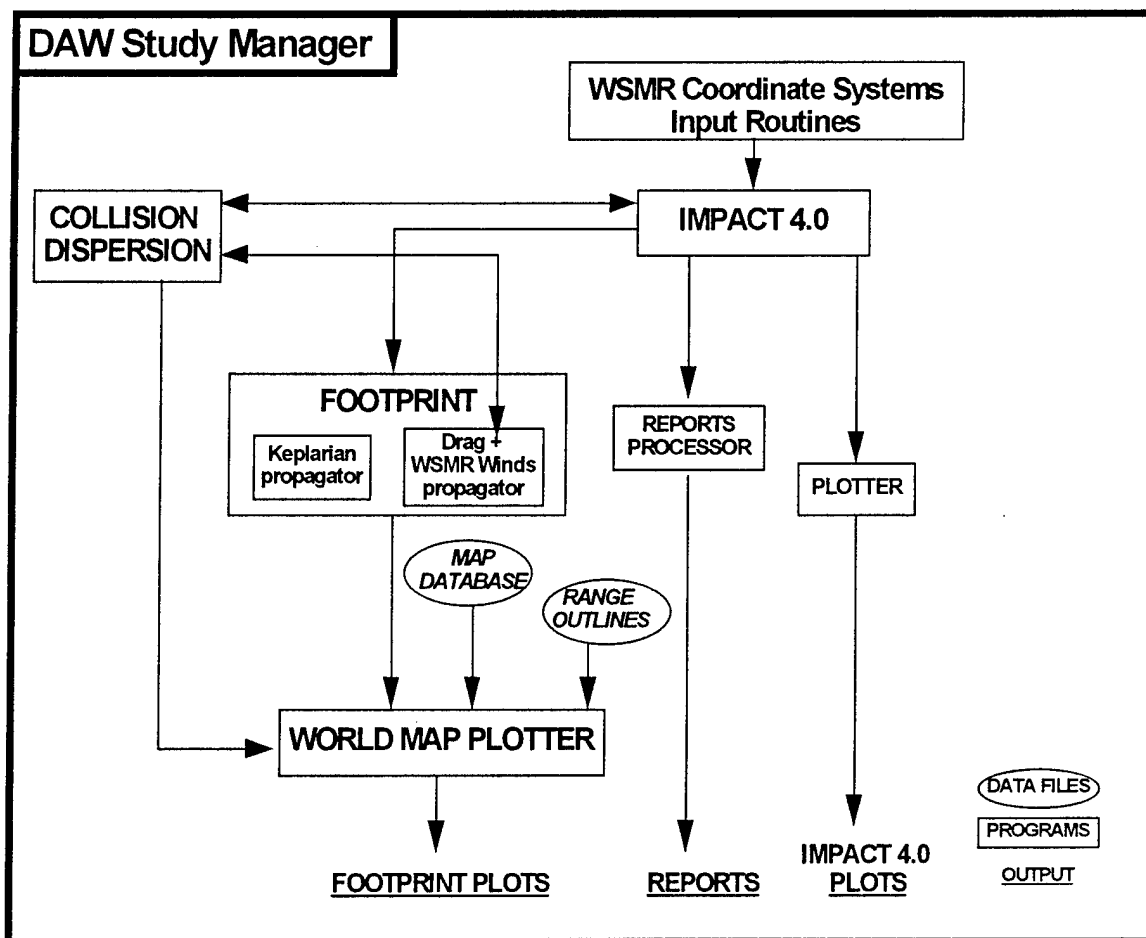 DAW Study Manager
WSMR Coordinate Systems
Input Routines
COLLISION
DISPERSION
IMPACT 4.0
FOOTPRINT
Keplarian
propagator
Drag +
WSMR Winds
propagator
REPORTS
PROCESSOR
PLOTTER
MAP
DATABASE
RANGE
OUTLINES
WORLD MAP PLOTTER
FOOTPRINT PLOTS
REPORTS
IMPACT 4.0
PLOTS
DATA FILES
PROGRAMS
OUTPUT